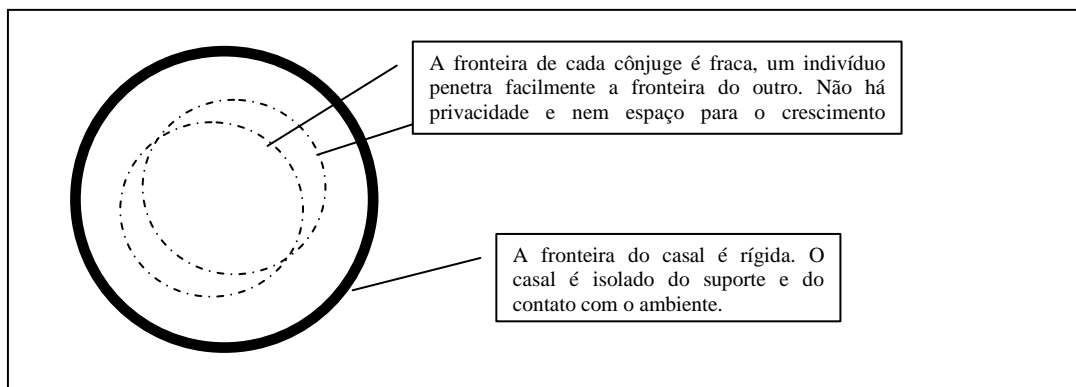 A fronteira de cada cônjuge é fraca, um indivíduo
penetra facilmente a fronteira do outro. Não há
privacidade e nem espaço para o crescimento
A fronteira do casal é rígida. O
casal é isolado do suporte e do
contato com o ambiente.